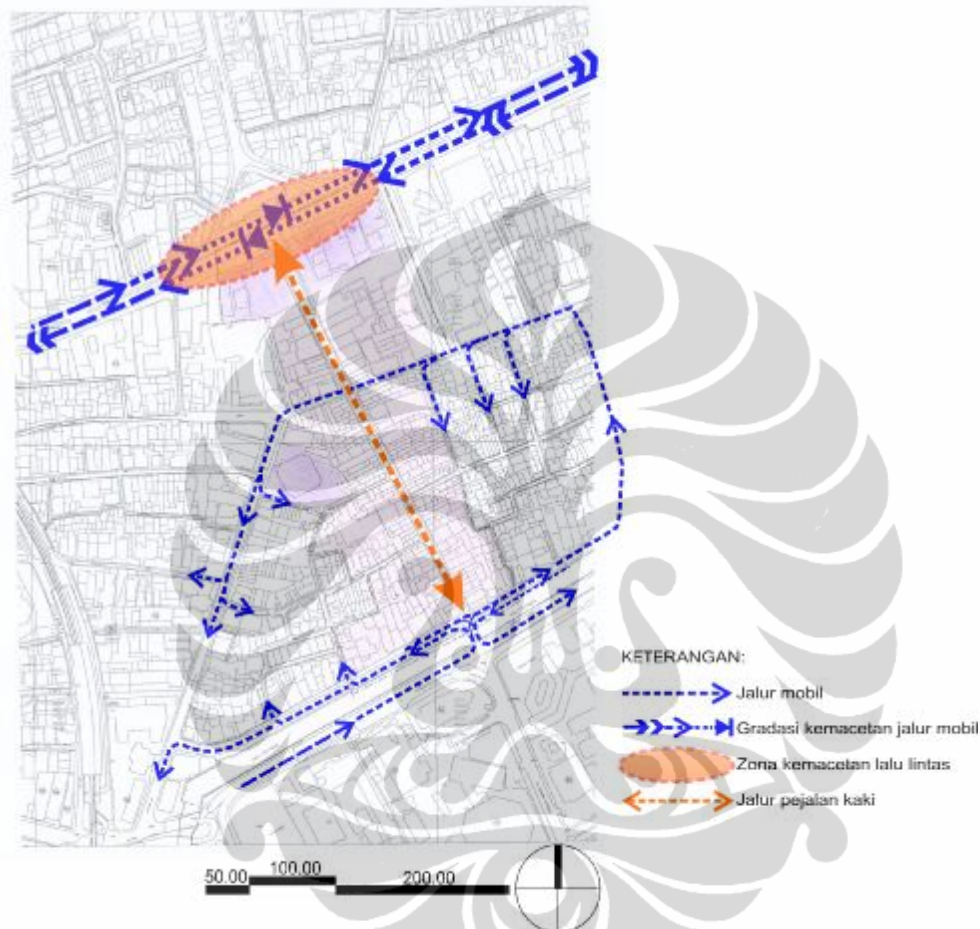 KETERANGAN:
Jalur mobil
Gradasi kemacetan jalur mobil
Zona kemacetan lalu lintas
Jalur pejalan kaki
50.00 100.00 200.00